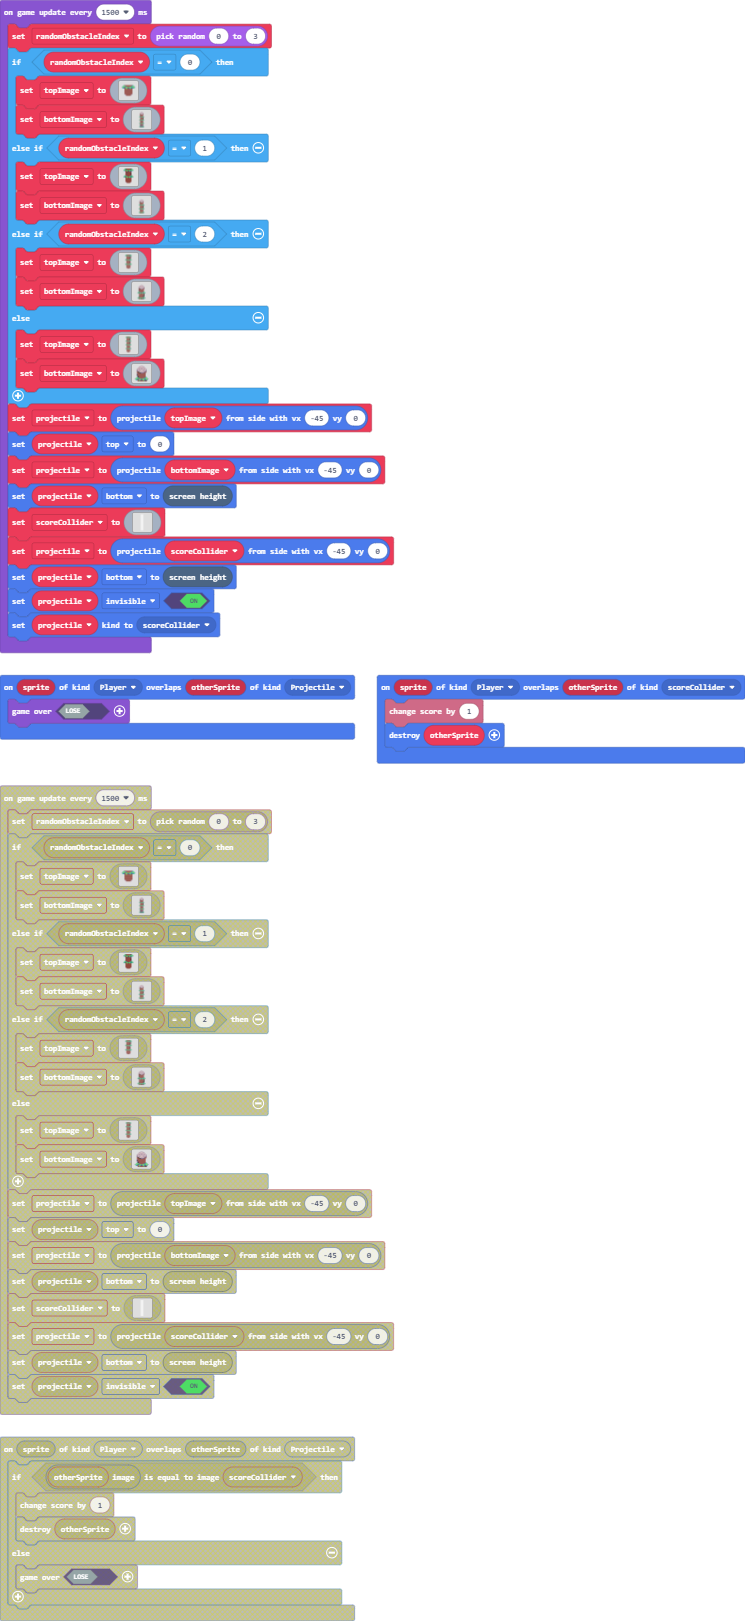 on game update every 1500 ms
set randomObstacleIndex to pick random 0 to 3
if randomObstacleIndex = 0 then
set topImage to
set bottomImage to
else if randomObstacleIndex = 1 then
set topImage to
set bottomImage to
else if randomObstacleIndex = 2 then
set topImage to
set bottomImage to
else
set topImage to
set bottomImage to
set projectile to projectile topImage from side with vx -45 vy 0
set projectile top to 0
set projectile to projectile bottomImage from side with vx -45 vy 0
set projectile bottom to screen height
set scoreCollider to
set projectile to projectile scoreCollider from side with vx -45 vy 0
set projectile bottom to screen height
set projectile invisible ON
set projectile kind to scoreCollider
on sprite of kind Player overlaps otherSprite of kind Projectile
game over LOSE
on sprite of kind Player overlaps otherSprite of kind scoreCollider
change score by 1
destroy otherSprite
on game update every 1500 ms
set randomObstacleIndex to pick random 0 to 3
if randomObstacleIndex = 0 then
set topImage to
set bottomImage to
else if randomObstacleIndex = 1 then
set topImage to
set bottomImage to
else if randomObstacleIndex = 2 then
set topImage to
set bottomImage to
else
set topImage to
set bottomImage to
set projectile to projectile topImage from side with vx -45 vy 0
set projectile top to 0
set projectile to projectile bottomImage from side with vx -45 vy 0
set projectile bottom to screen height
set scoreCollider to
set projectile to projectile scoreCollider from side with vx -45 vy 0
set projectile bottom to screen height
set projectile invisible ON
on sprite of kind Player overlaps otherSprite of kind Projectile
if otherSprite image is equal to image scoreCollider then
change score by 1
destroy otherSprite
else
game over LOSE